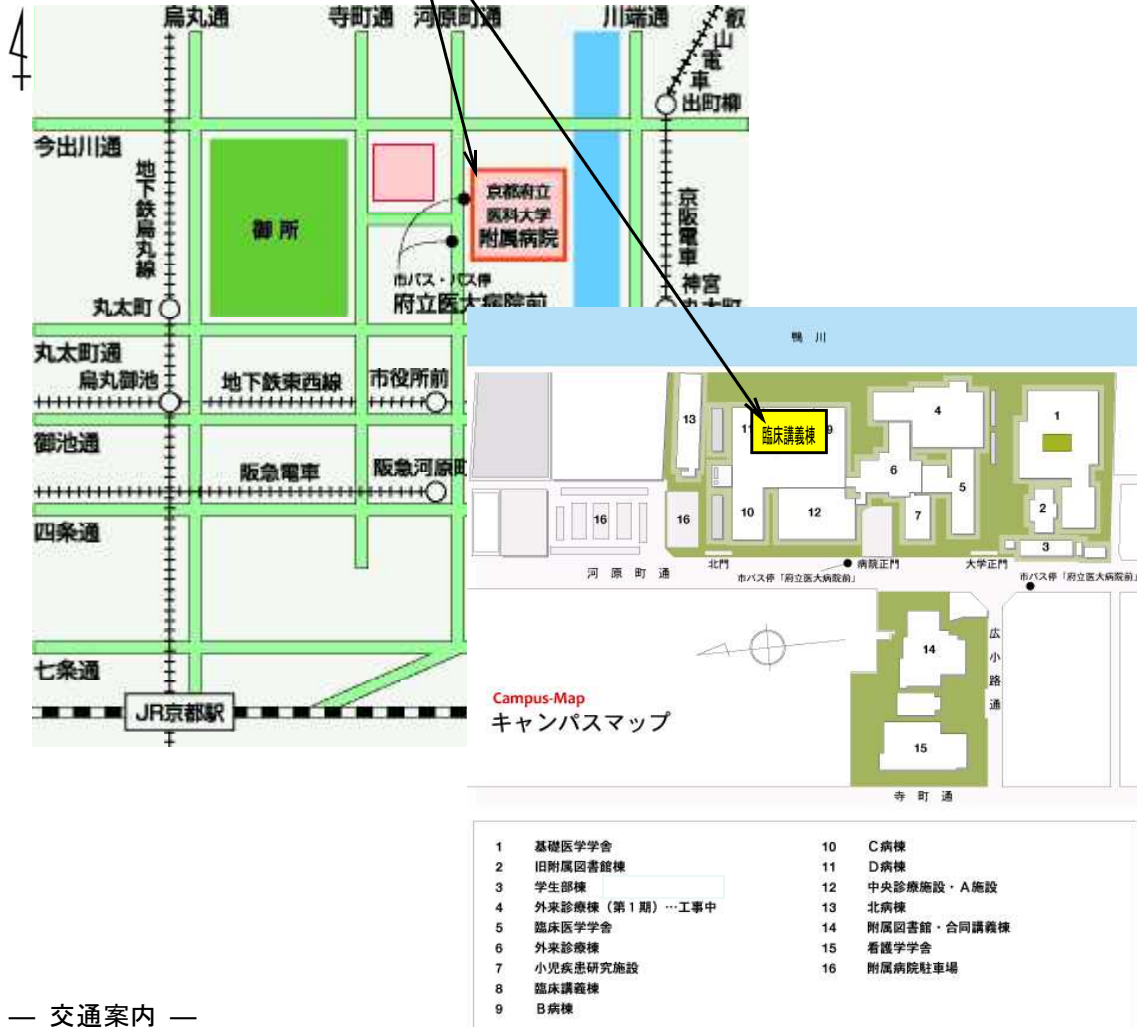 烏丸通
寺町通
河原町通
川端通
叡山電車
出町柳
今出川通
地下鉄烏丸線
御所
京都府立
医科大学
附属病院
京阪電車
市バス・バス停
府立医大病院前
神宮
丸太町
丸太町
丸太町通
烏丸御池
地下鉄東西線
市役所前
御池通
阪急電車
阪急河原町
四条通
七条通
JR京都駅
鴨川
13
11
臨床講義棟
9
4
1
6
5
2
16
16
10
12
7
3
北門
病院正門
大学正門
河原町通
市バス停「府立医大病院前」
市バス停「府立医大病院前」
14
広小路通
Campus-Map
キャンパスマップ
15
寺町通
1 基礎医学学舎
2 旧附属図書館棟
3 学生部棟
4 外来診療棟（第1期）…工事中
5 臨床医学学舎
6 外来診療棟
7 小児疾患研究施設
8 臨床講義棟
9 B病棟
10 C病棟
11 D病棟
12 中央診療施設・A施設
13 北病棟
14 附属図書館・合同講義棟
15 看護学学舎
16 附属病院駐車場
― 交通案内 ―